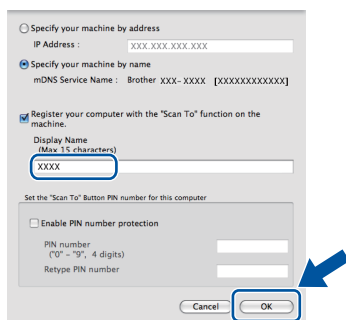 Specify your machine by address
IP Address : XXX.XXX.XXX.XXX
Specify your machine by name
mDNS Service Name : Brother XXX- XXXX [XXXXXXXXXXXX]
Register your computer with the "Scan To" function on the
machine.
Display Name
(Max 15 characters)
XXXX
Set the "Scan To" Button PIN number for this computer
Enable PIN number protection
PIN number
("0" - "9", 4 digits)
Retype PIN number
Cancel OK